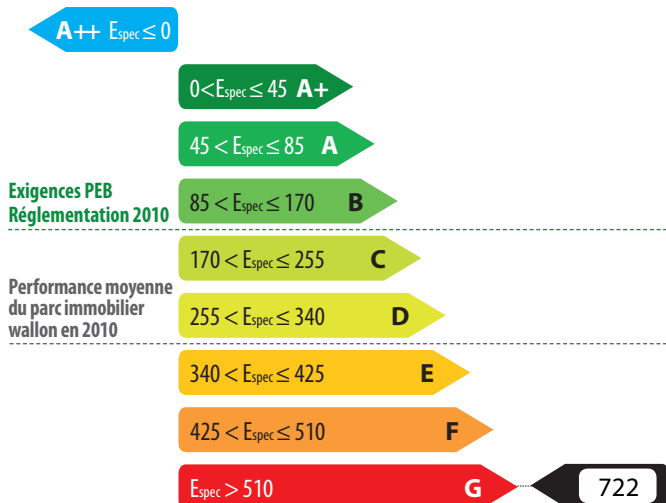 A++ Espec ≤ 0
0<Espec ≤ 45 A+
45 < Espec ≤ 85 A
Exigences PEB
Réglementation 2010
85 < Espec ≤ 170 B
170 < Espec ≤ 255 C
Performance moyenne
du parc immobilier
wallon en 2010
255 < Espec ≤ 340 D
340 < Espec ≤ 425 E
425 < Espec ≤ 510 F
Espec > 510 G 722